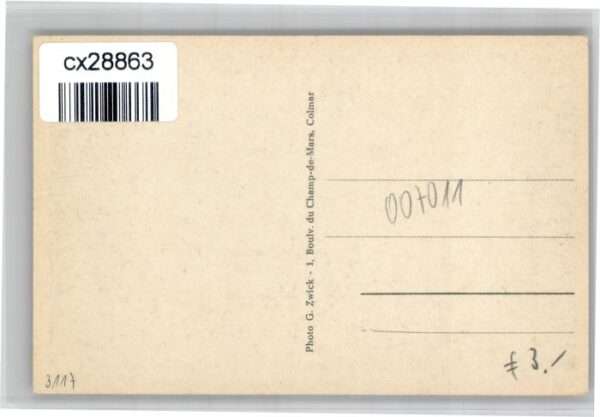 cx28863
Photo G. Zwick - 1, Boulv. du Champ-de-Mars, Colmar
007011
€ 3.-
3117